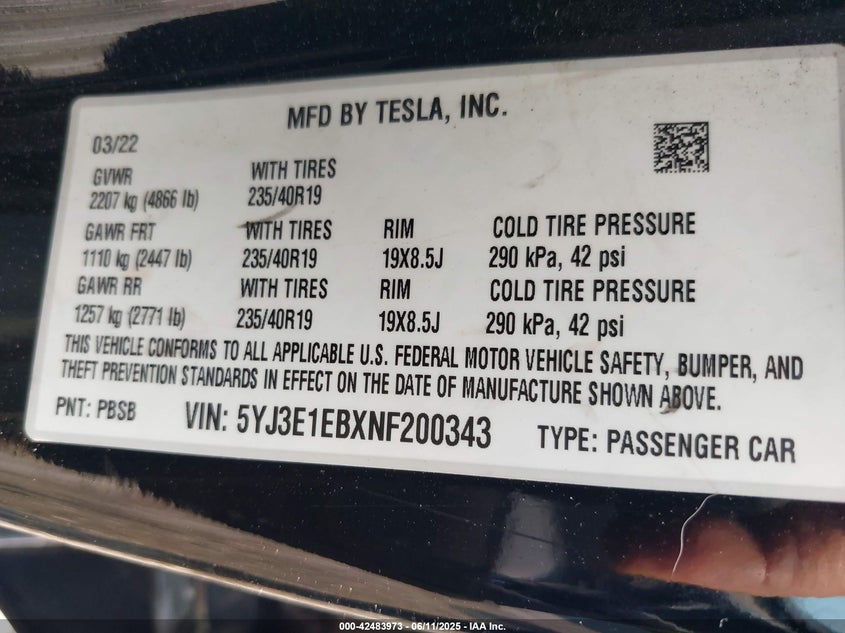 MFD BY TESLA, INC.
03/22
GVWR WITH TIRES
2207 kg (4866 lb) 235/40R19
GAWR FRT WITH TIRES RIM COLD TIRE PRESSURE
1110 kg (2447 lb) 235/40R19 19X8.5J 290 kPa, 42 psi
GAWR RR WITH TIRES RIM COLD TIRE PRESSURE
1257 kg (2771 lb) 235/40R19 19X8.5J 290 kPa, 42 psi
THIS VEHICLE CONFORMS TO ALL APPLICABLE U.S. FEDERAL MOTOR VEHICLE SAFETY, BUMPER, AND
THEFT PREVENTION STANDARDS IN EFFECT ON THE DATE OF MANUFACTURE SHOWN ABOVE.
PNT: PBSB VIN: 5YJ3E1EBXNF200343 TYPE: PASSENGER CAR
000-42483973 - 06/11/2025 - IAA Inc.